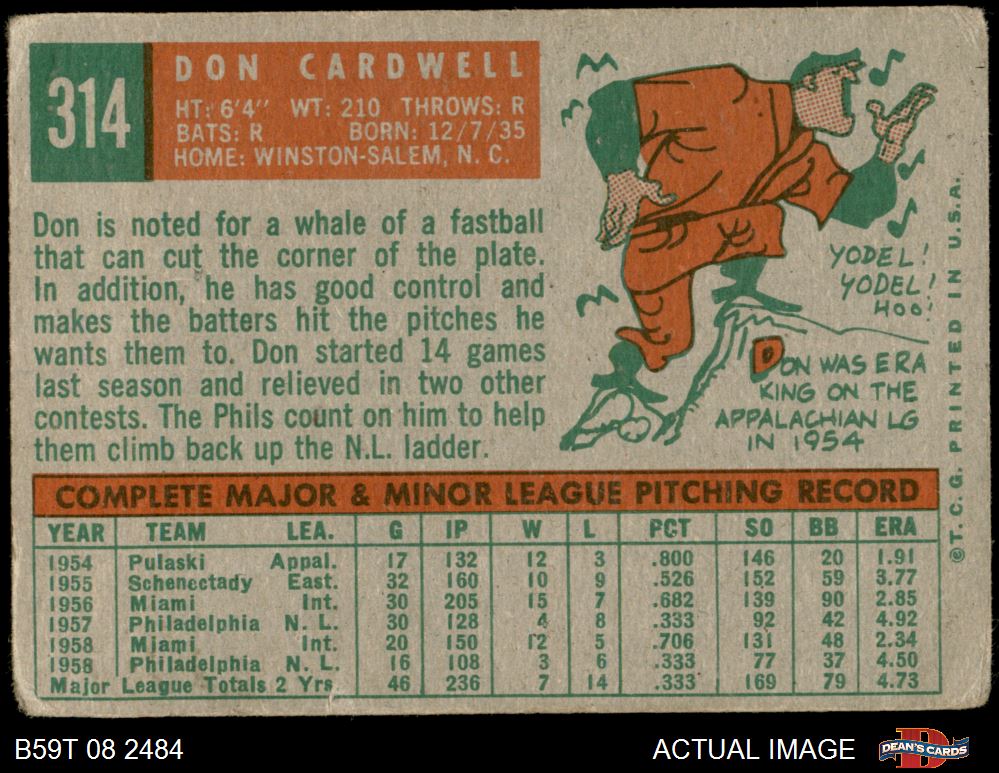 314
DON CARDWELL
HT: 6'4" WT: 210 THROWS: R
BATS: R BORN: 12/7/35
HOME: WINSTON-SALEM, N. C.
Don is noted for a whale of a fastball
that can cut the corner of the plate.
In addition, he has good control and
makes the batters hit the pitches he
wants them to. Don started 14 games
last season and relieved in two other
contests. The Phils count on him to help
them climb back up the N.L. ladder.
YODEL!
YODEL!
HOO!
DON WAS ERA
KING ON THE
APPALACHIAN LG
IN 1954
©T. C. G. PRINTED IN U.S.A.
COMPLETE MAJOR & MINOR LEAGUE PITCHING RECORD
YEAR TEAM LEA. G IP W L PCT SO BB ERA
1954 Pulaski Appal. 17 132 12 3 .800 146 20 1.91
1955 Schenectady East. 32 160 10 9 .526 152 59 3.77
1956 Miami Int. 30 205 15 7 .682 139 90 2.85
1957 Philadelphia N. L. 30 128 4 8 .333 92 42 4.92
1958 Miami Int. 20 150 12 5 .706 131 48 2.34
1958 Philadelphia N. L. 16 108 3 6 .333 77 37 4.50
Major League Totals 2 Yrs. 46 236 7 14 .333 169 79 4.73
B59T 08 2484 ACTUAL IMAGE
DEAN'S CARDS